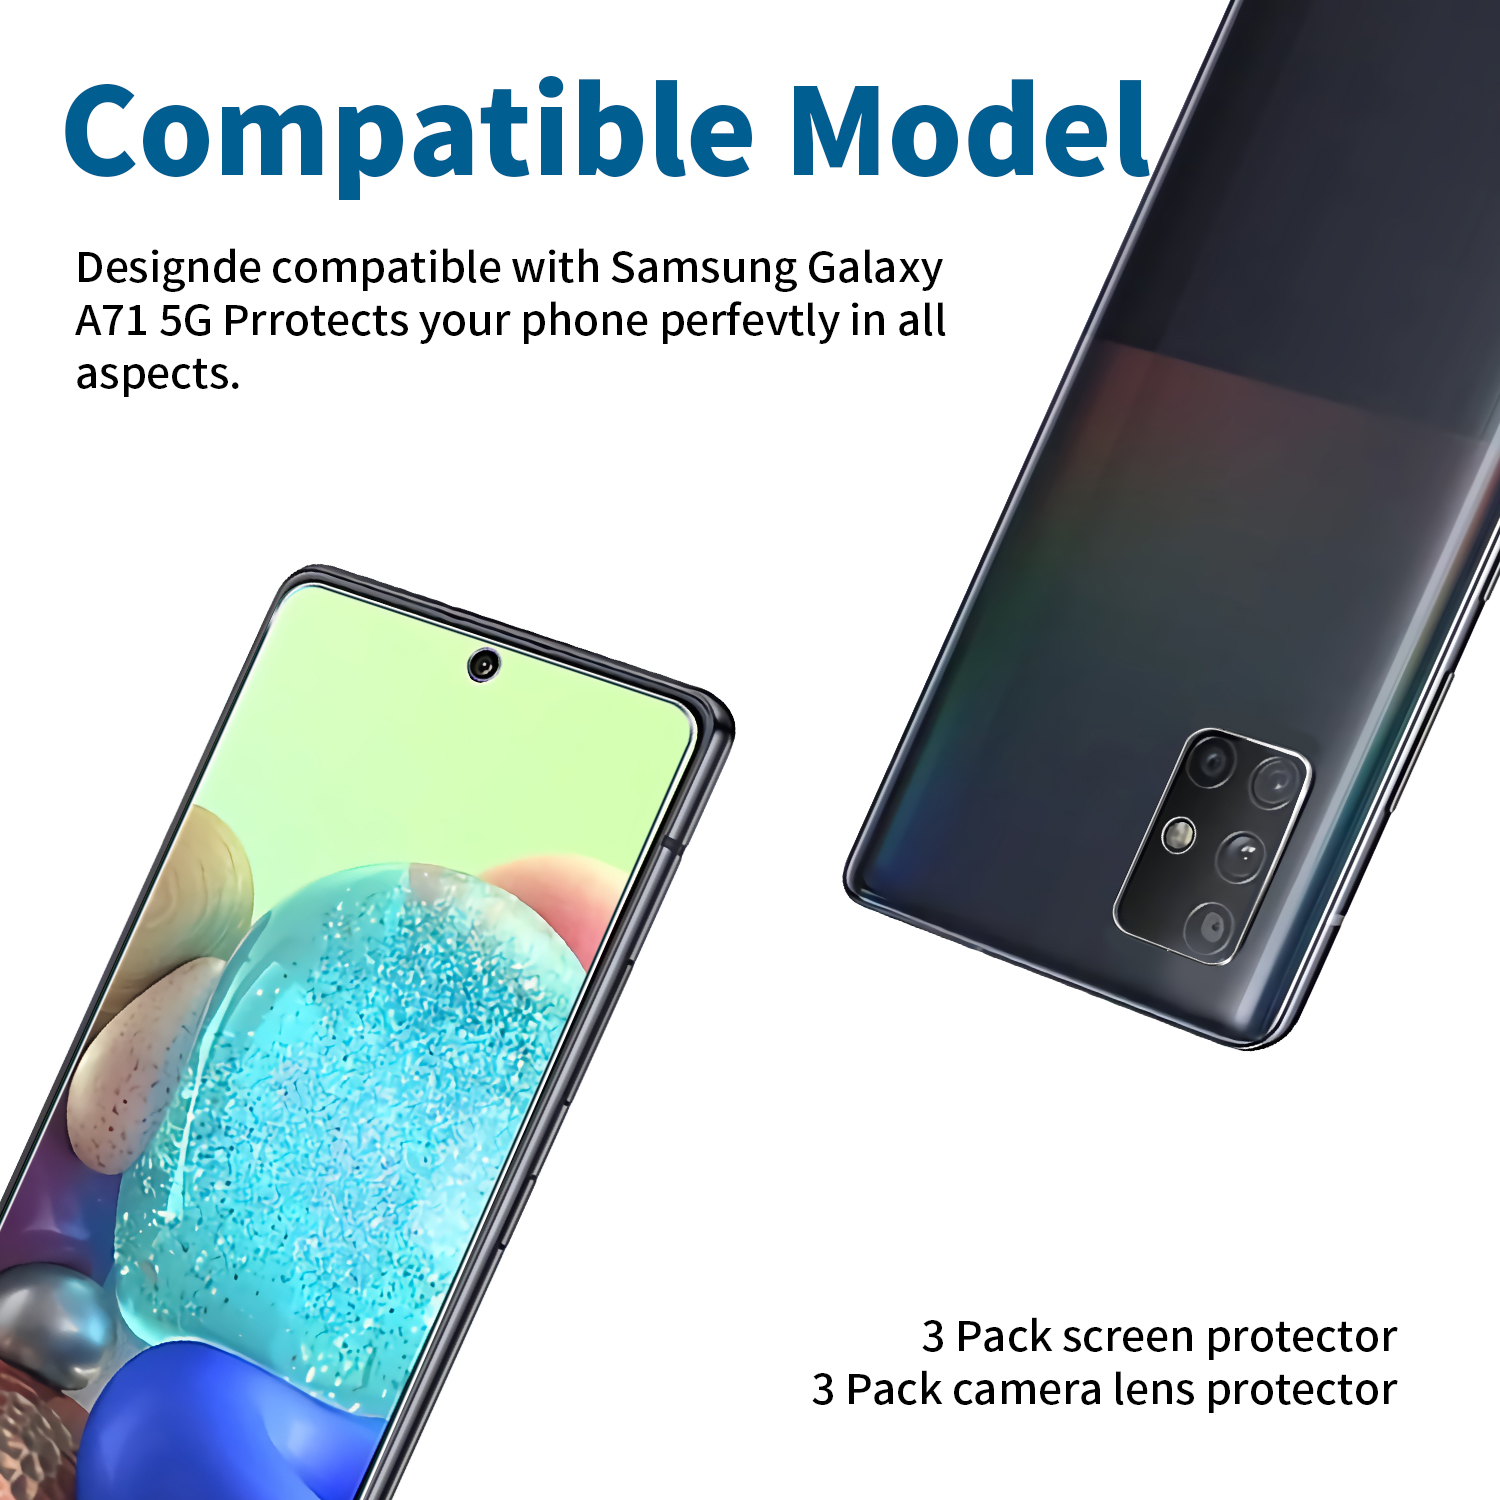 Compatible Model
Designde compatible with Samsung Galaxy
A71 5G Prrotects your phone perfevtly in all
aspects.
3 Pack screen protector
3 Pack camera lens protector